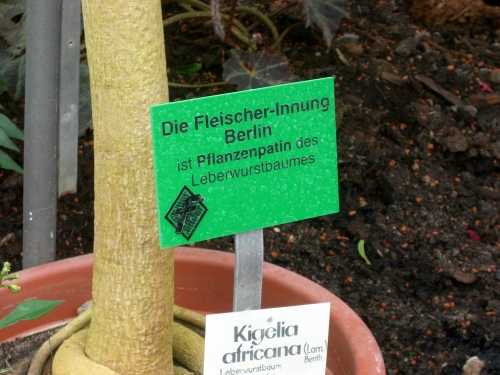 Die Fleischer-Innung
Berlin
ist Pflanzenpatin des
Leberwurstbaumes
Kigelia
africana (Lam.)
Benth.
Leberwurstbaum